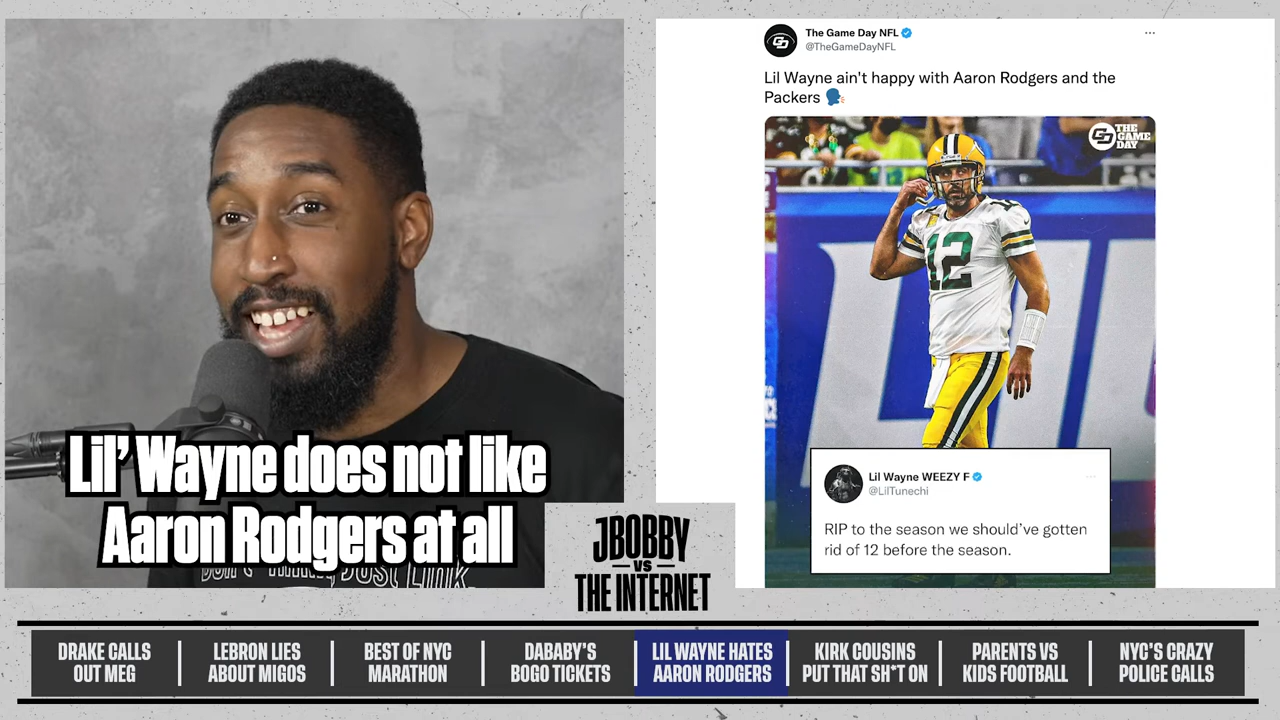 The Game Day NFL
@TheGameDayNFL
Lil Wayne ain't happy with Aaron Rodgers and the
Packers
GD THE
GAME
DAY
12
Lil Wayne WEEZY F
@LilTunechi
RIP to the season we should've gotten
rid of 12 before the season.
Lil' Wayne does not like
Aaron Rodgers at all
JUST LINK
JBOBBY
VS
THE INTERNET
DRAKE CALLS
OUT MEG
LEBRON LIES
ABOUT MIGOS
BEST OF NYC
MARATHON
DABABY'S
BOGO TICKETS
LIL WAYNE HATES
AARON RODGERS
KIRK COUSINS
PUT THAT SH*T ON
PARENTS VS
KIDS FOOTBALL
NYC'S CRAZY
POLICE CALLS